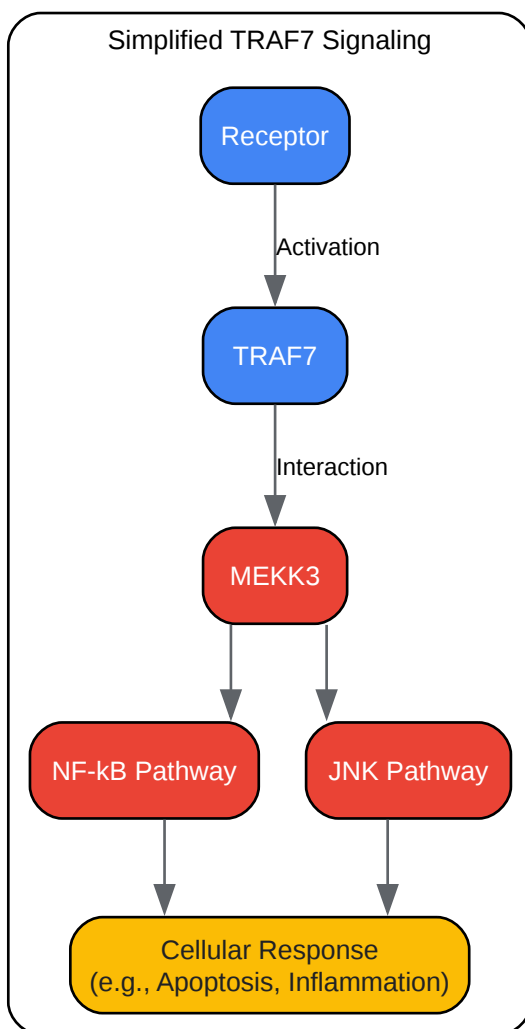 Simplified TRAF7 Signaling
Receptor
Activation
TRAF7
Interaction
MEKK3
NF-kB Pathway
JNK Pathway
Cellular Response
(e.g., Apoptosis, Inflammation)